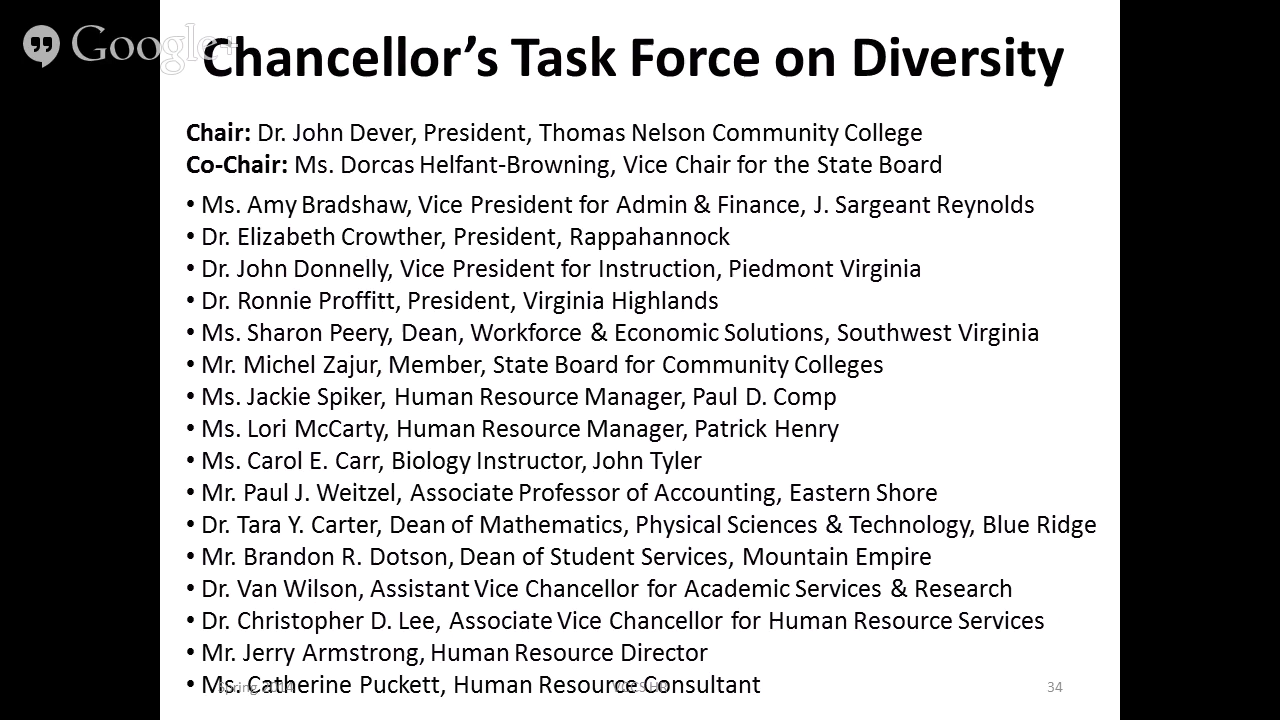 Google+
Chancellor's Task Force on Diversity
Chair: Dr. John Dever, President, Thomas Nelson Community College
Co-Chair: Ms. Dorcas Helfant-Browning, Vice Chair for the State Board
• Ms. Amy Bradshaw, Vice President for Admin & Finance, J. Sargeant Reynolds
• Dr. Elizabeth Crowther, President, Rappahannock
• Dr. John Donnelly, Vice President for Instruction, Piedmont Virginia
• Dr. Ronnie Proffitt, President, Virginia Highlands
• Ms. Sharon Peery, Dean, Workforce & Economic Solutions, Southwest Virginia
• Mr. Michel Zajur, Member, State Board for Community Colleges
• Ms. Jackie Spiker, Human Resource Manager, Paul D. Comp
• Ms. Lori McCarty, Human Resource Manager, Patrick Henry
• Ms. Carol E. Carr, Biology Instructor, John Tyler
• Mr. Paul J. Weitzel, Associate Professor of Accounting, Eastern Shore
• Dr. Tara Y. Carter, Dean of Mathematics, Physical Sciences & Technology, Blue Ridge
• Mr. Brandon R. Dotson, Dean of Student Services, Mountain Empire
• Dr. Van Wilson, Assistant Vice Chancellor for Academic Services & Research
• Dr. Christopher D. Lee, Associate Vice Chancellor for Human Resource Services
• Mr. Jerry Armstrong, Human Resource Director
• Ms. Catherine Puckett, Human Resource Consultant
Spring 2014 34